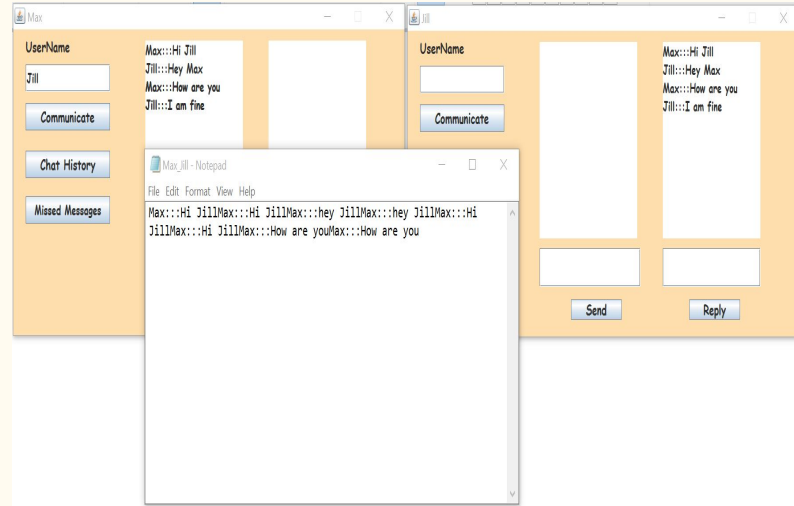 Max
UserName
Jill
Communicate
Chat History
Missed Messages
Max:::Hi Jill
Jill:::Hey Max
Max:::How are you
Jill:::I am fine
Jill
UserName
Communicate
Max:::Hi Jill
Jill:::Hey Max
Max:::How are you
Jill:::I am fine
Send
Reply
Max_Jill - Notepad
File Edit Format View Help
Max:::Hi JillMax:::Hi JillMax:::hey JillMax:::hey JillMax:::Hi
JillMax:::Hi JillMax:::How are youMax:::How are you